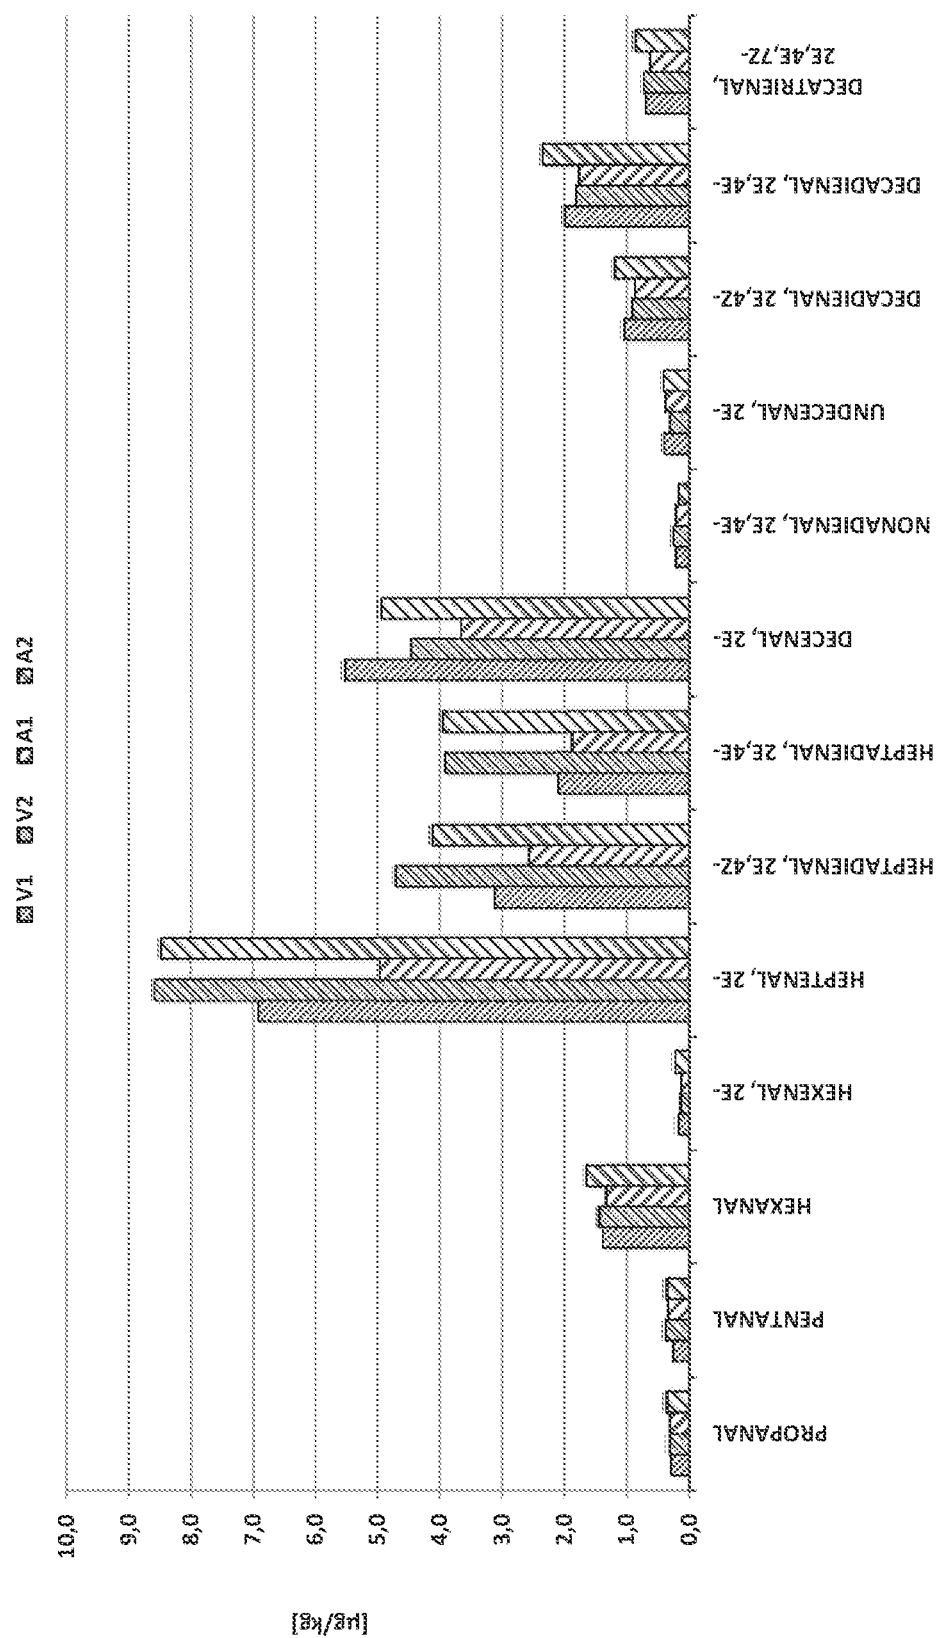 V1 V2 A1 A2
[µg/kg]
10,0
9,0
8,0
7,0
6,0
5,0
4,0
3,0
2,0
1,0
0,0
PROPANAL
PENTANAL
HEXANAL
HEXENAL, 2E-
HEPTENAL, 2E-
HEPTADIENAL, 2E,4Z-
HEPTADIENAL, 2E,4E-
DECENAL, 2E-
NONADIENAL, 2E,4E-
UNDECENAL, 2E-
DECADIENAL, 2E,4Z-
DECADIENAL, 2E,4E-
DECATRIENAL,
2E,4E,7Z-